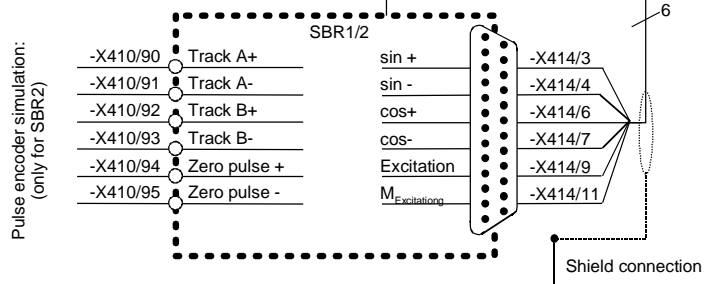 6
SBR1/2
Pulse encoder simulation:
(only for SBR2)
-X410/90 Track A+ sin + -X414/3
-X410/91 Track A- sin - -X414/4
-X410/92 Track B+ cos+ -X414/6
-X410/93 Track B- cos- -X414/7
-X410/94 Zero pulse + Excitation -X414/9
-X410/95 Zero pulse - MExcitationg -X414/11
Shield connection